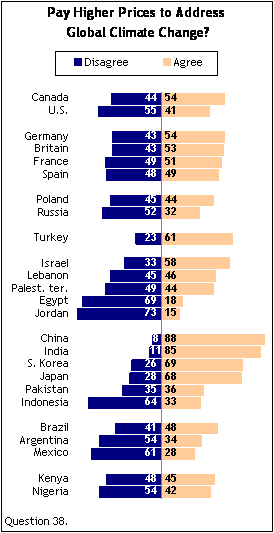 Pay Higher Prices to Address
Global Climate Change?
Disagree Agree
Canada 44 54
U.S. 55 41
Germany 43 54
Britain 43 53
France 49 51
Spain 48 49
Poland 45 44
Russia 52 32
Turkey 23 61
Israel 33 58
Lebanon 45 46
Palest. ter. 49 44
Egypt 69 18
Jordan 73 15
China 8 88
India 11 85
S. Korea 26 69
Japan 28 68
Pakistan 35 36
Indonesia 64 33
Brazil 41 48
Argentina 54 34
Mexico 61 28
Kenya 48 45
Nigeria 54 42
Question 38.